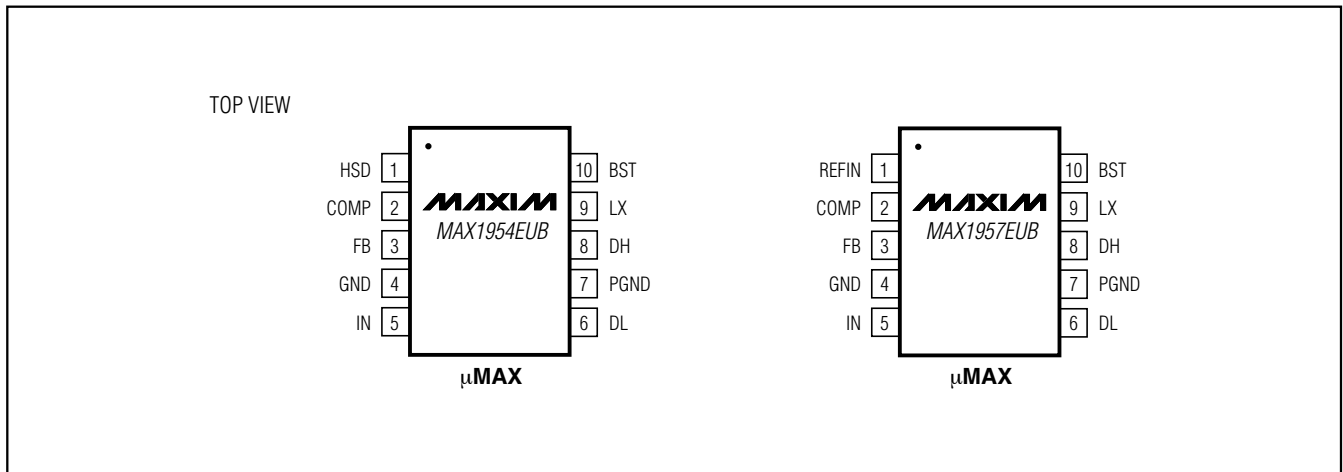 TOP VIEW
HSD 1
COMP 2
FB 3
GND 4
IN 5
MAXIM
MAX1954EUB
10 BST
9 LX
8 DH
7 PGND
6 DL
µMAX
REFIN 1
COMP 2
FB 3
GND 4
IN 5
MAXIM
MAX1957EUB
10 BST
9 LX
8 DH
7 PGND
6 DL
µMAX